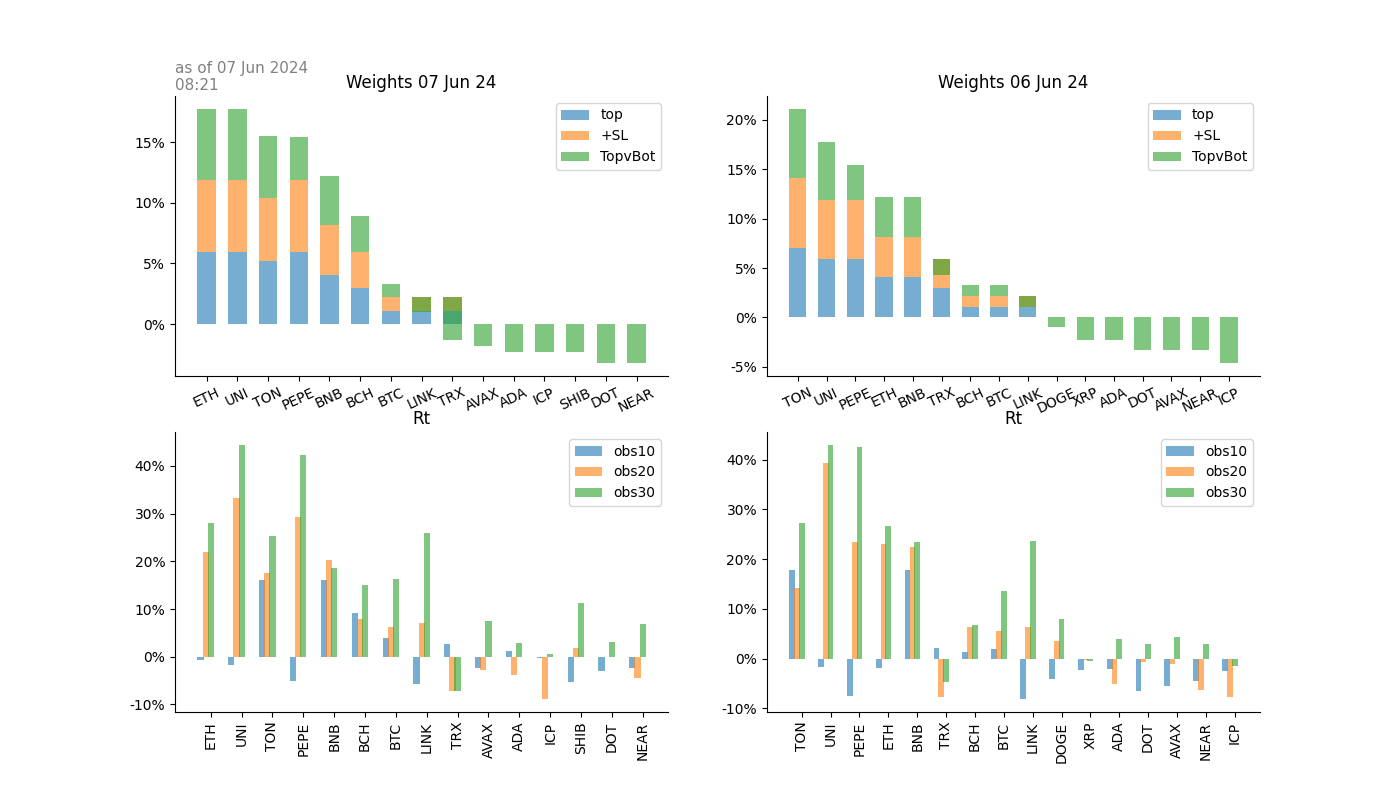 as of 07 Jun 2024
08:21
Weights 07 Jun 24
top
+SL
TopvBot
15%
10%
5%
0%
ETH UNI TON PEPE BNB BCH BTC LINK TRX AVAX ADA ICP SHIB DOT NEAR
Weights 06 Jun 24
top
+SL
TopvBot
20%
15%
10%
5%
0%
-5%
TON UNI PEPE ETH BNB TRX BCH BTC LINK DOGE XRP ADA DOT AVAX NEAR ICP
Rt
obs10
obs20
obs30
40%
30%
20%
10%
0%
-10%
ETH UNI TON PEPE BNB BCH BTC LINK TRX AVAX ADA ICP SHIB DOT NEAR
Rt
obs10
obs20
obs30
40%
30%
20%
10%
0%
-10%
TON UNI PEPE ETH BNB TRX BCH BTC LINK DOGE XRP ADA DOT AVAX NEAR ICP